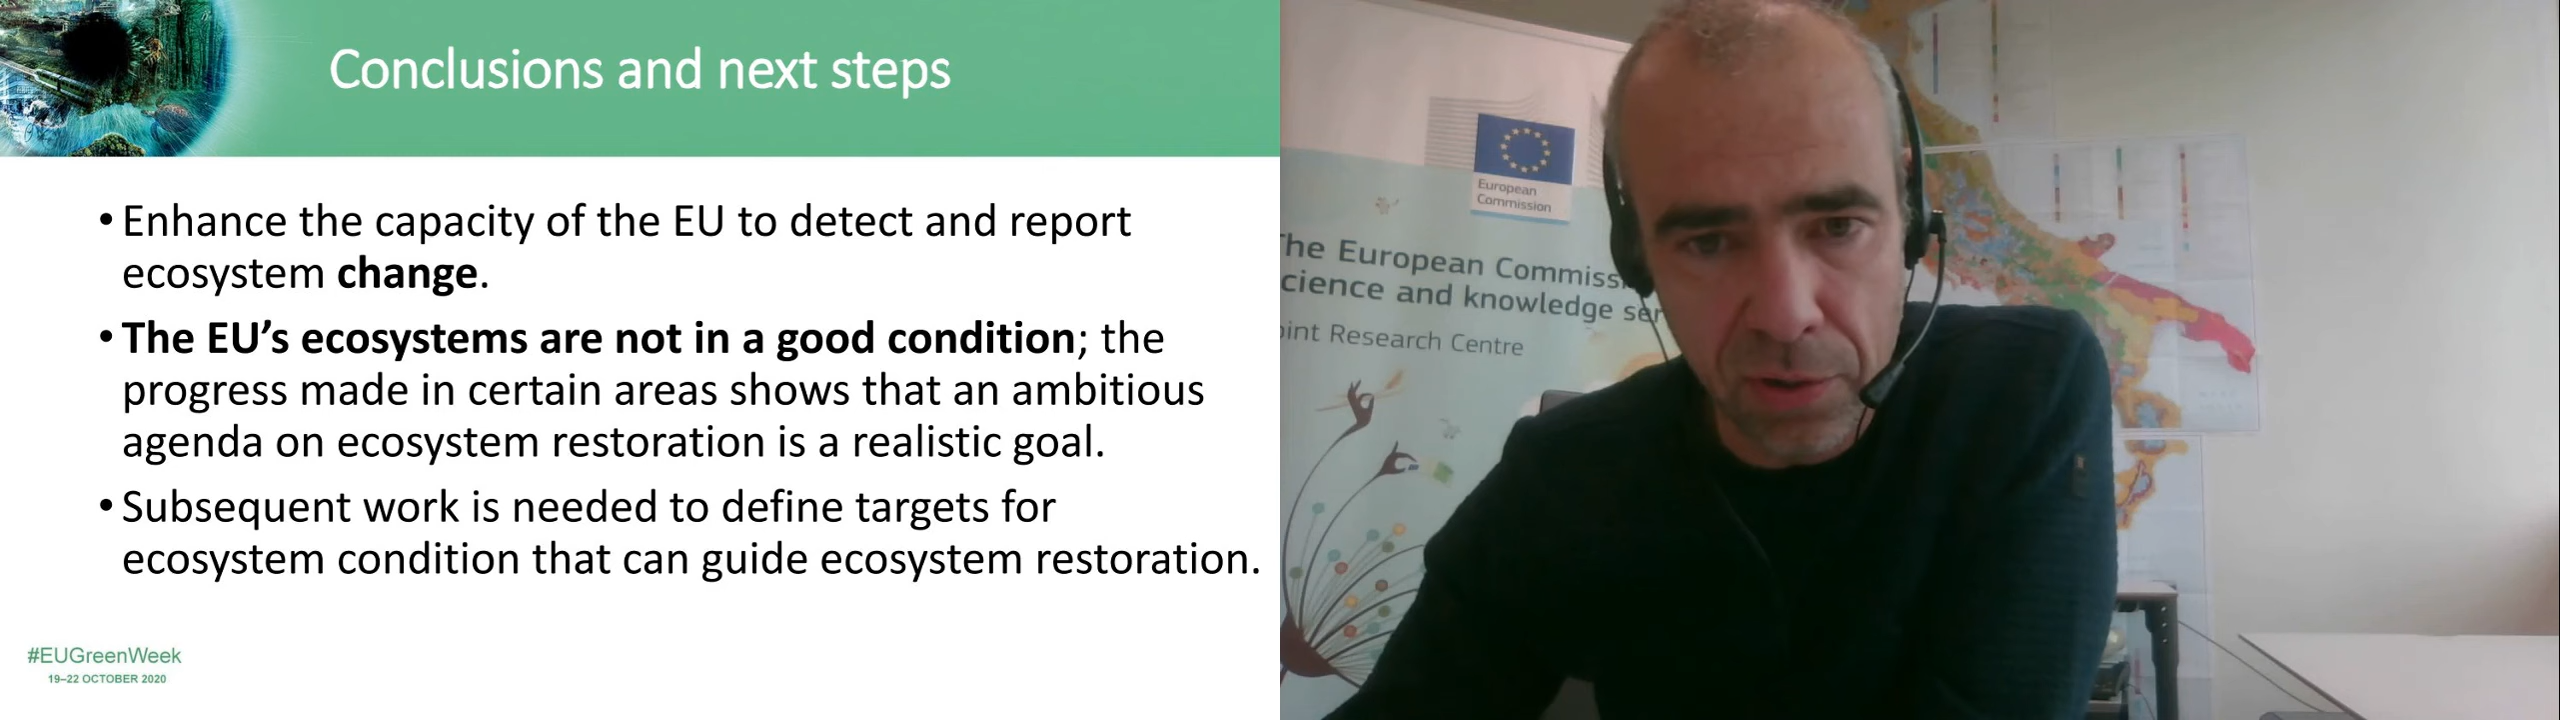 Conclusions and next steps
• Enhance the capacity of the EU to detect and report
ecosystem change.
• The EU’s ecosystems are not in a good condition; the
progress made in certain areas shows that an ambitious
agenda on ecosystem restoration is a realistic goal.
• Subsequent work is needed to define targets for
ecosystem condition that can guide ecosystem restoration.
#EUGreenWeek
19–22 OCTOBER 2020
European
Commission
The European Commiss
cience and knowledge ser
oint Research Centre